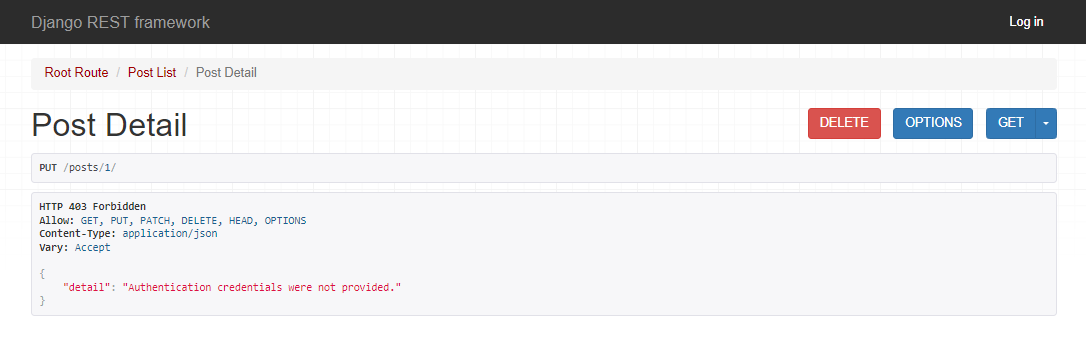 Django REST framework
Log in
Root Route / Post List / Post Detail
Post Detail
DELETE
OPTIONS
GET
PUT /posts/1/
HTTP 403 Forbidden
Allow: GET, PUT, PATCH, DELETE, HEAD, OPTIONS
Content-Type: application/json
Vary: Accept
{
    "detail": "Authentication credentials were not provided."
}